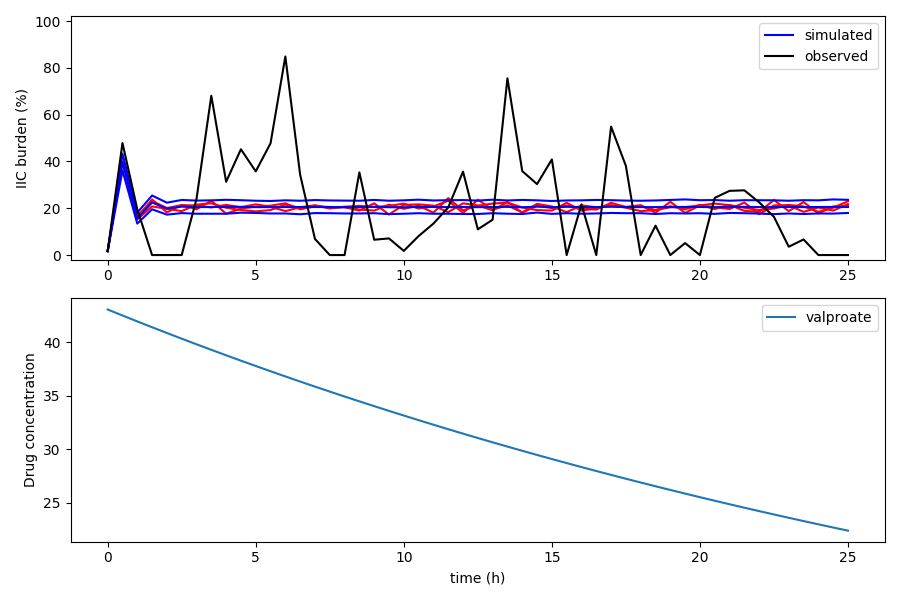 100
80
60
40
20
0
IIC burden (%)
simulated
observed
0 5 10 15 20 25
40
35
30
25
Drug concentration
valproate
0 5 10 15 20 25
time (h)